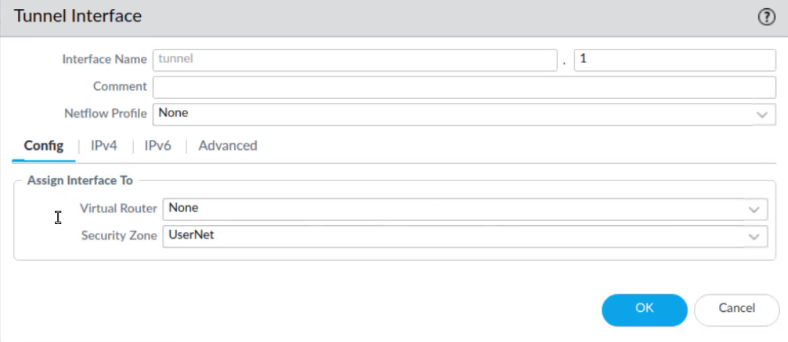 Tunnel Interface ?
Interface Name tunnel . 1
Comment
Netflow Profile None
Config | IPv4 | IPv6 | Advanced
Assign Interface To
Virtual Router None
Security Zone UserNet
OK Cancel